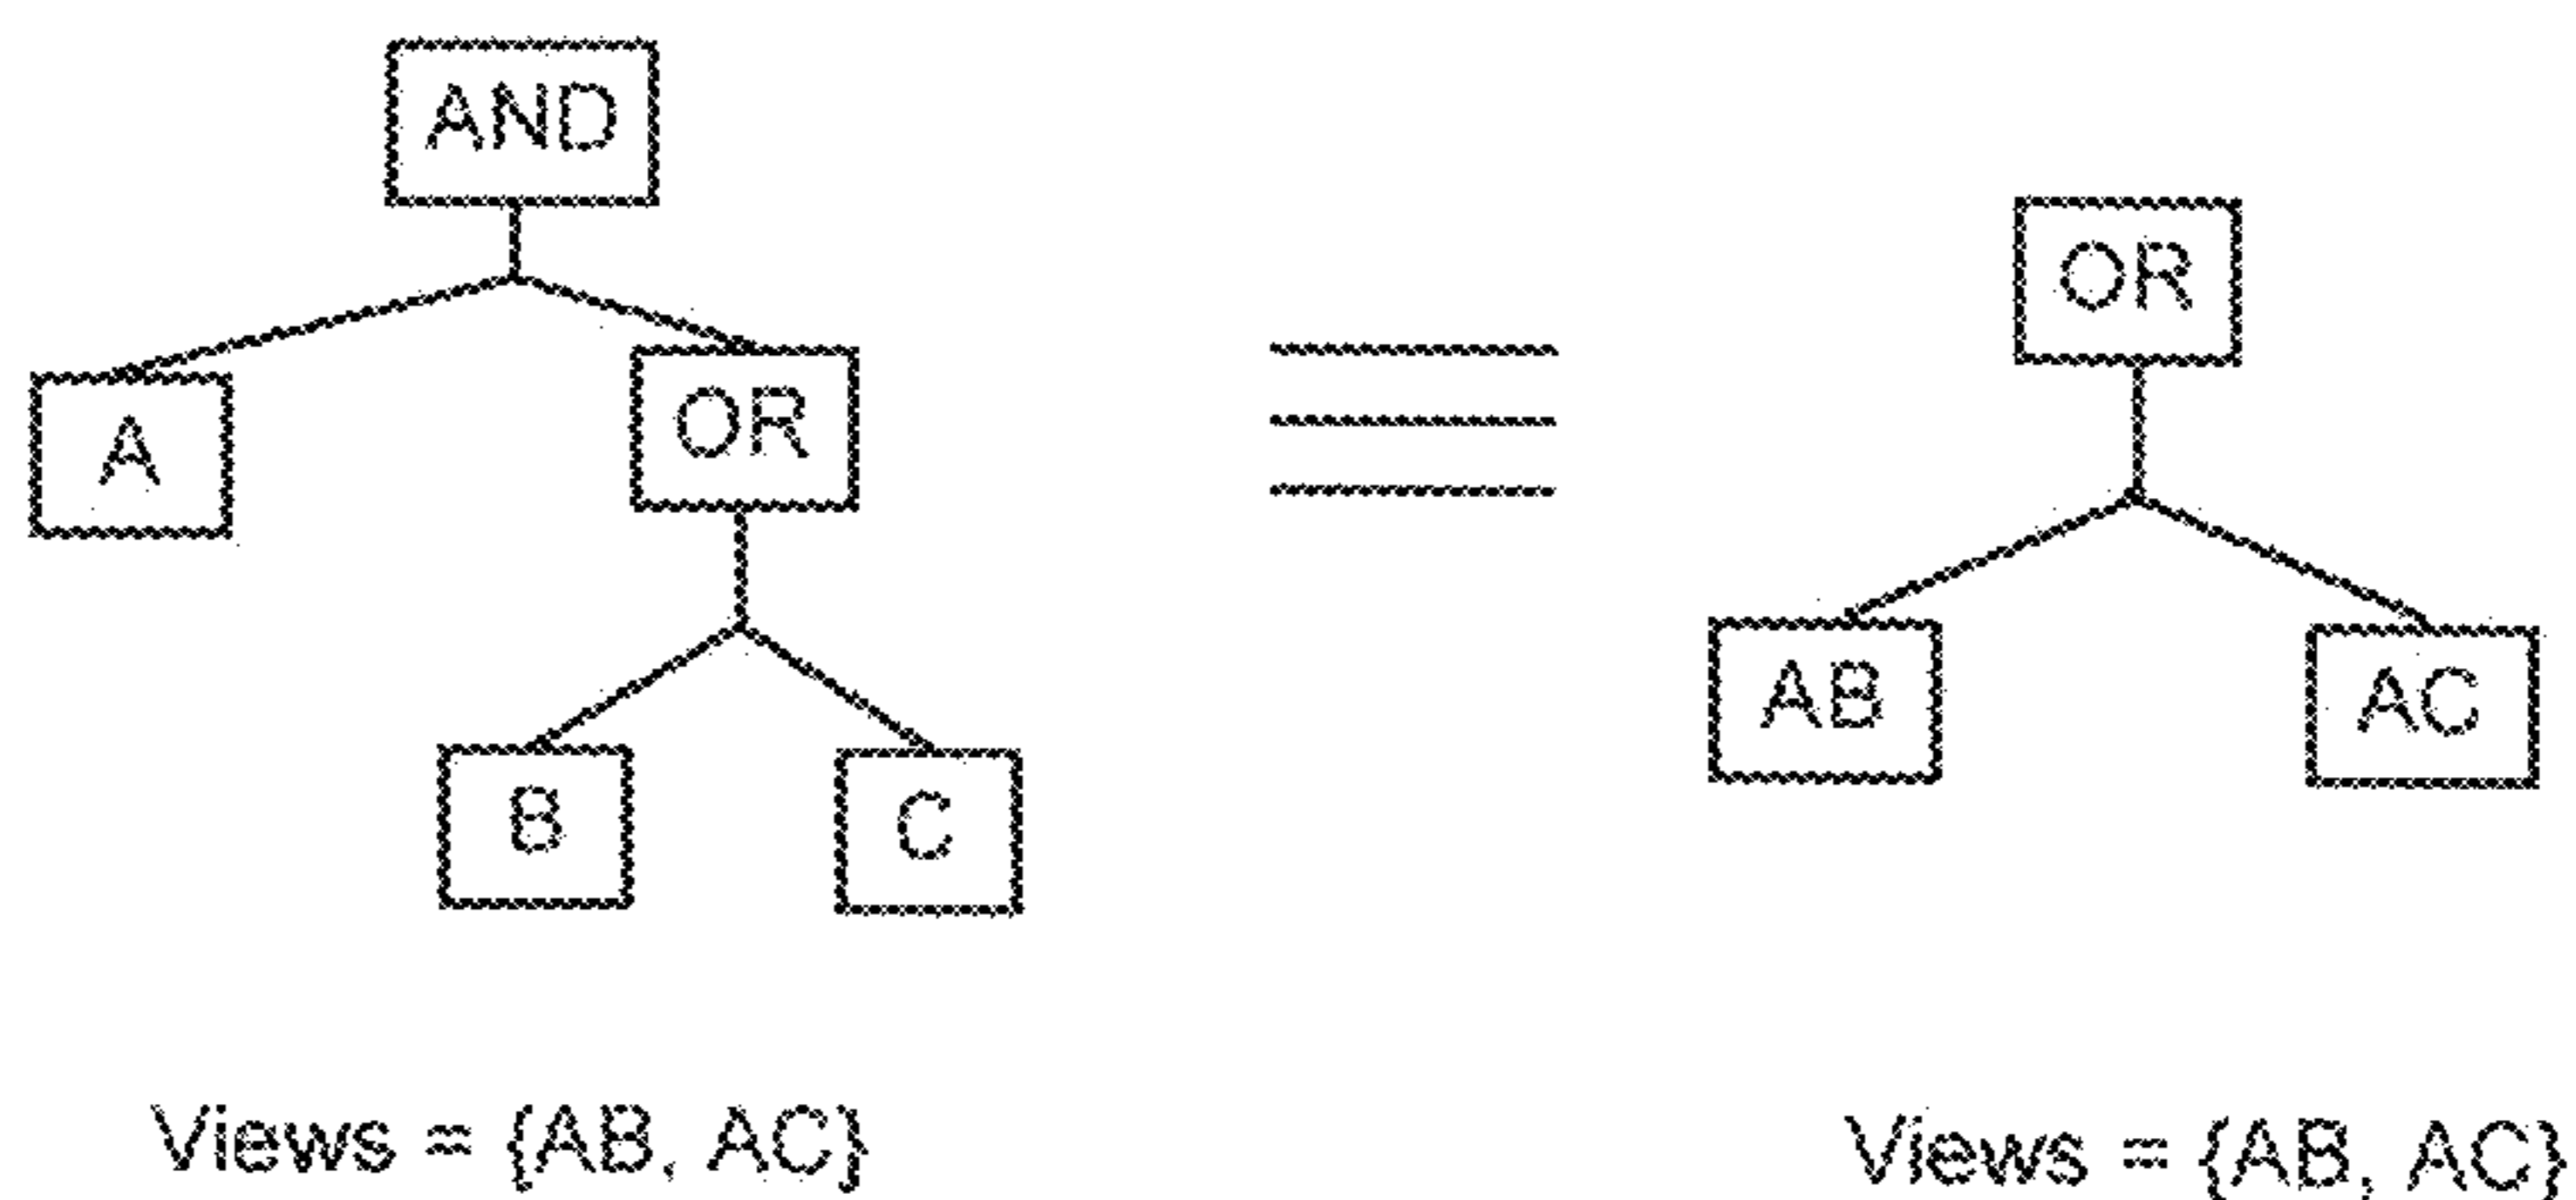 AND
OR
A
OR
B
C
AB
AC
Views = {AB, AC}
Views = {AB, AC}